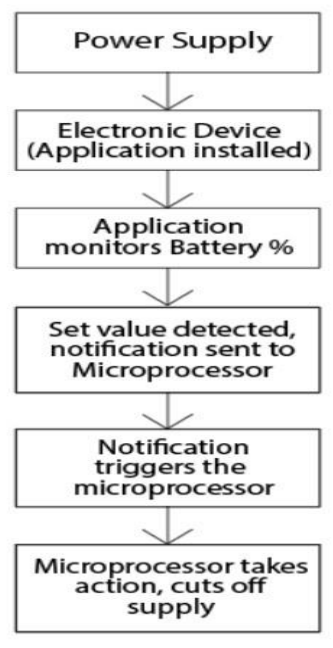 Power Supply
Electronic Device
(Application installed)
Application
monitors Battery %
Set value detected,
notification sent to
Microprocessor
Notification
triggers the
microprocessor
Microprocessor takes
action, cuts off
supply